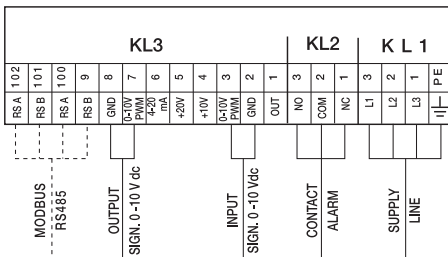 KL3 KL2 K L 1
102 101 100 9 8 7 6 5 4 3 2 1 3 2 1 3 2 1 PE
RS A RS B RS A RS B GND 0-10V PWM 4-20 mA +20V +10V 0-10V PWM GND OUT NO COM NC L1 L2 L3
MODBUS
RS485
OUTPUT
SIGN. 0 -10 V dc
INPUT
SIGN. 0 -10 Vdc
CONTACT
ALARM
SUPPLY
LINE